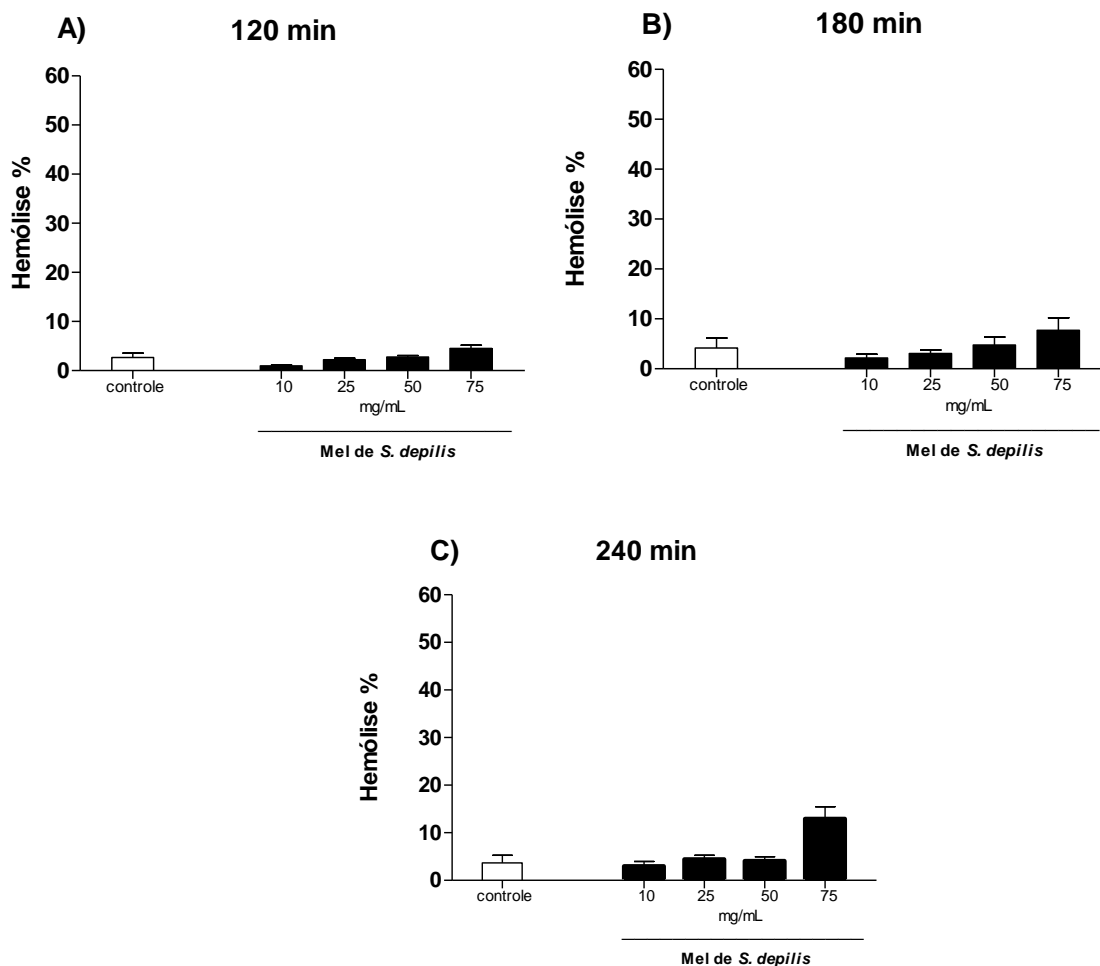 A) 120 min
60
50
40
30
20
10
0
Hemólise %
controle 10 25 50 75
mg/mL
Mel de S. depilis
B) 180 min
60
50
40
30
20
10
0
Hemólise %
controle 10 25 50 75
mg/mL
Mel de S. depilis
C) 240 min
60
50
40
30
20
10
0
Hemólise %
controle 10 25 50 75
mg/mL
Mel de S. depilis